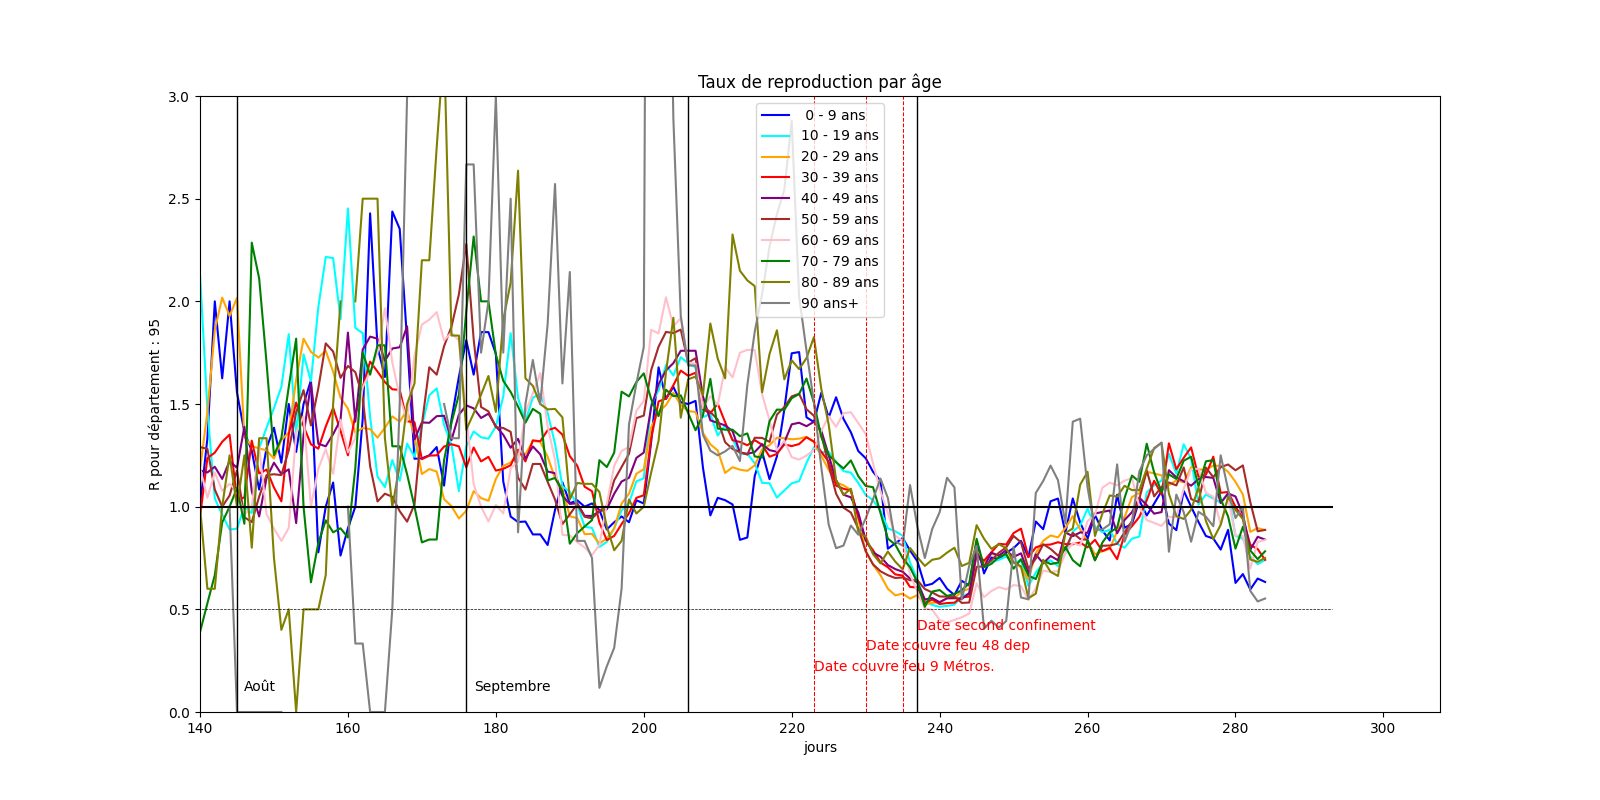 Taux de reproduction par âge
R pour département : 95
3.0
2.5
2.0
1.5
1.0
0.5
0.0
0 - 9 ans
10 - 19 ans
20 - 29 ans
30 - 39 ans
40 - 49 ans
50 - 59 ans
60 - 69 ans
70 - 79 ans
80 - 89 ans
90 ans+
Date second confinement
Date couvre feu 48 dep
Date couvre feu 9 Métros.
Août
Septembre
140 160 180 200 220 240 260 280 300
jours